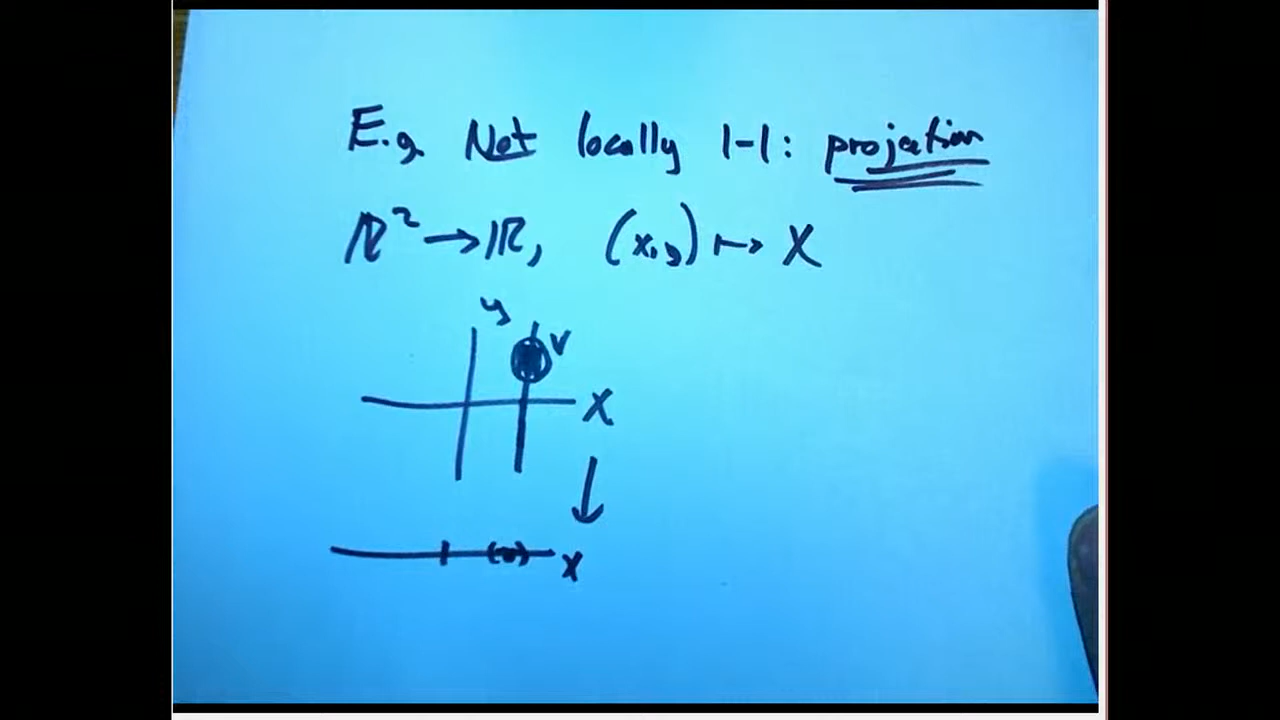 E.g. Not locally 1-1: projection
ℝ² → ℝ, (x,y) ↦ x
y
V
x
x